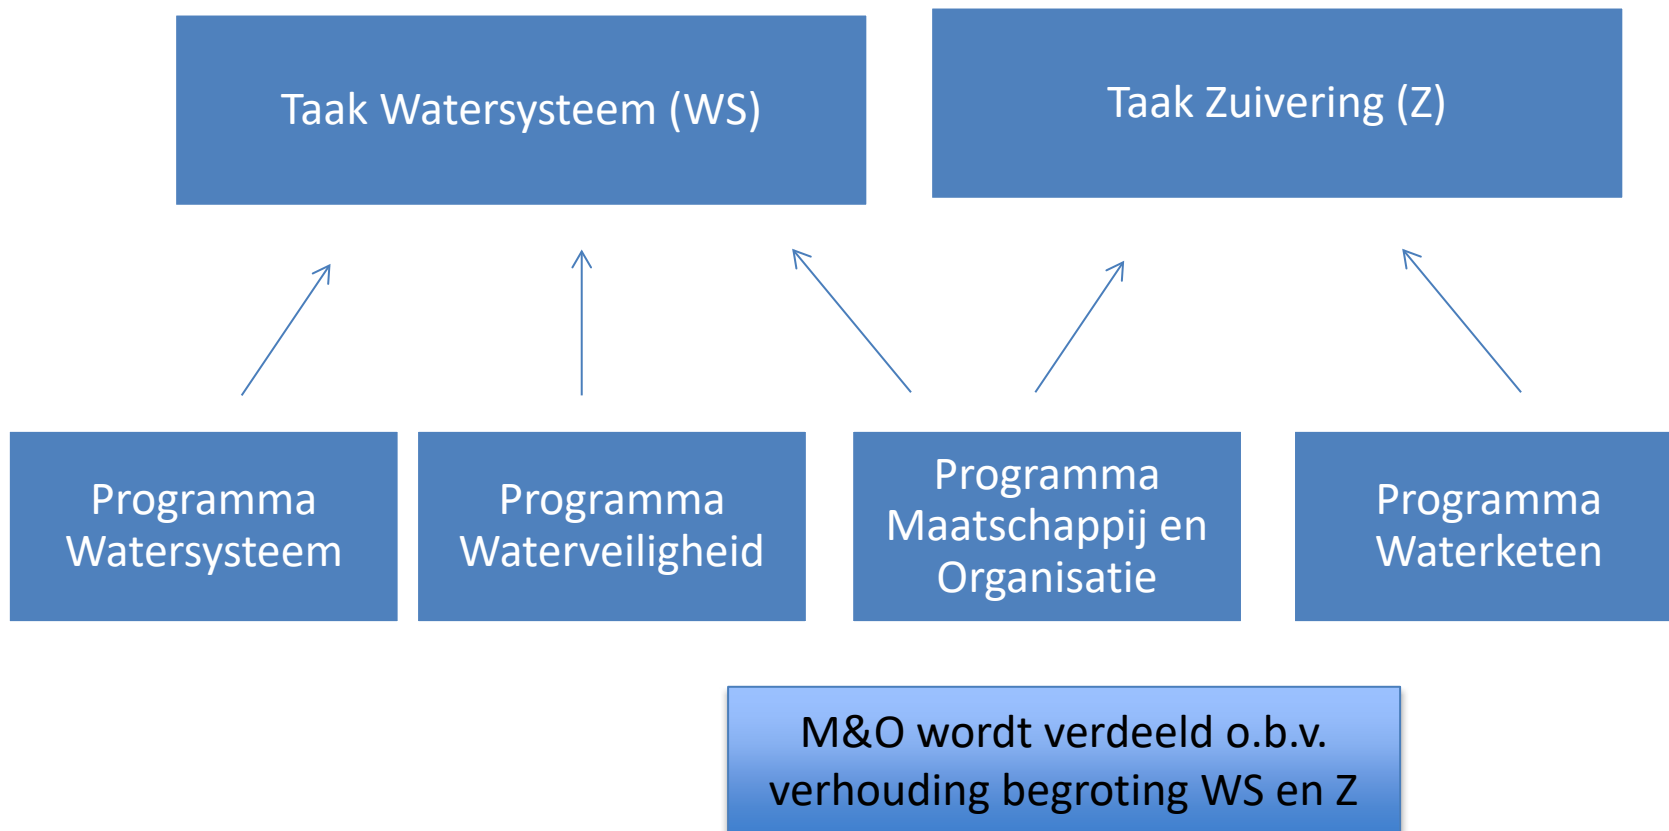 Taak Watersysteem (WS)
Taak Zuivering (Z)
Programma
Watersysteem
Programma
Waterveiligheid
Programma
Maatschappij en
Organisatie
Programma
Waterketen
M&O wordt verdeeld o.b.v.
verhouding begroting WS en Z